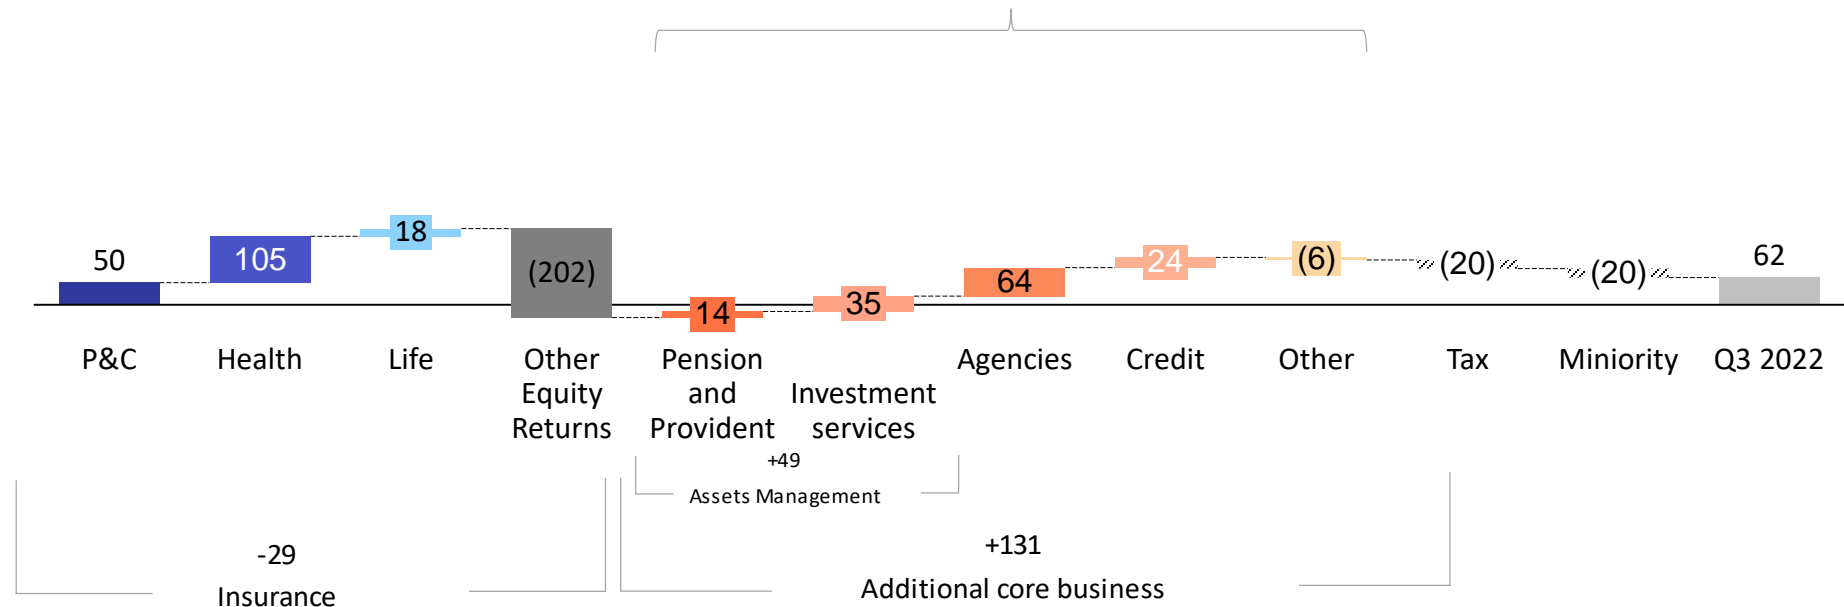 50
105
18
(202)
14
35
64
24
(6)
(20)
(20)
62
P&C
Health
Life
Other
Equity
Returns
Pension
and
Provident
Investment
services
Agencies
Credit
Other
Tax
Miniority
Q3 2022
+49
Assets Management
-29
Insurance
+131
Additional core business